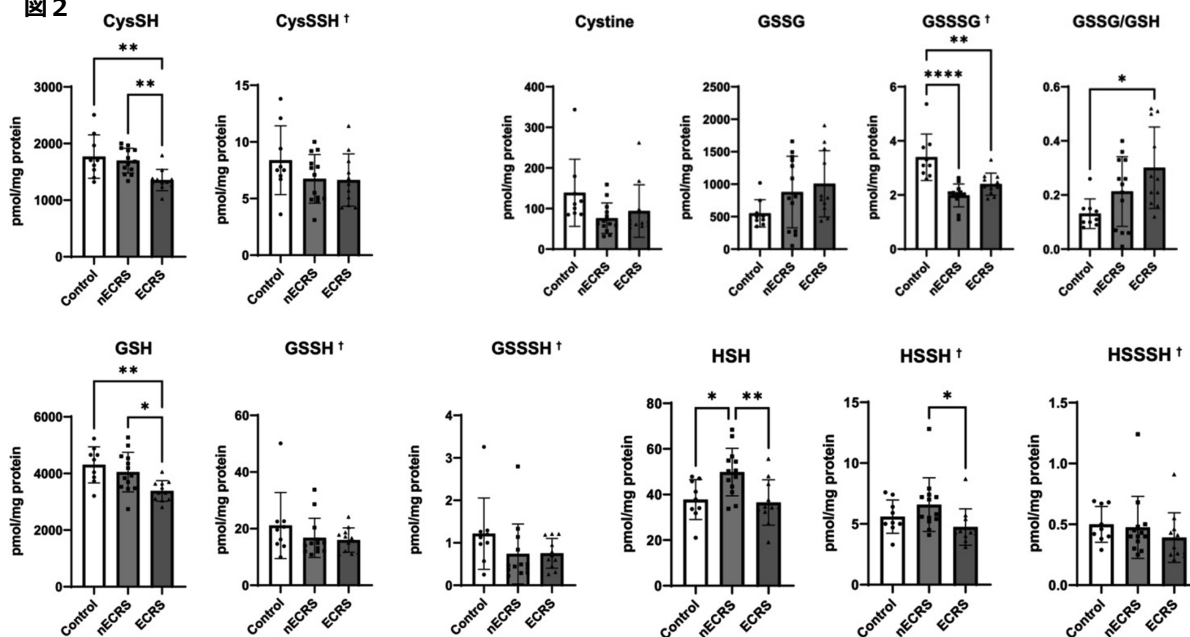 図2
CysSH
**
**
3000
2000
1000
0
pmol/mg protein
Control
nECRS
ECRS
CysSSH †
15
10
5
0
pmol/mg protein
Control
nECRS
ECRS
Cystine
400
300
200
100
0
pmol/mg protein
Control
nECRS
ECRS
GSSG
2500
2000
1500
1000
500
0
pmol/mg protein
Control
nECRS
ECRS
GSSSG †
**
****
6
4
2
0
pmol/mg protein
Control
nECRS
ECRS
GSSG/GSH
*
0.6
0.4
0.2
0.0
Control
nECRS
ECRS
GSH
**
*
6000
4000
2000
0
pmol/mg protein
Control
nECRS
ECRS
GSSH †
60
40
20
0
pmol/mg protein
Control
nECRS
ECRS
GSSSH †
4
3
2
1
0
pmol/mg protein
Control
nECRS
ECRS
HSH
*
**
80
60
40
20
0
pmol/mg protein
Control
nECRS
ECRS
HSSH †
*
15
10
5
0
pmol/mg protein
Control
nECRS
ECRS
HSSSH †
1.5
1.0
0.5
0.0
pmol/mg protein
Control
nECRS
ECRS